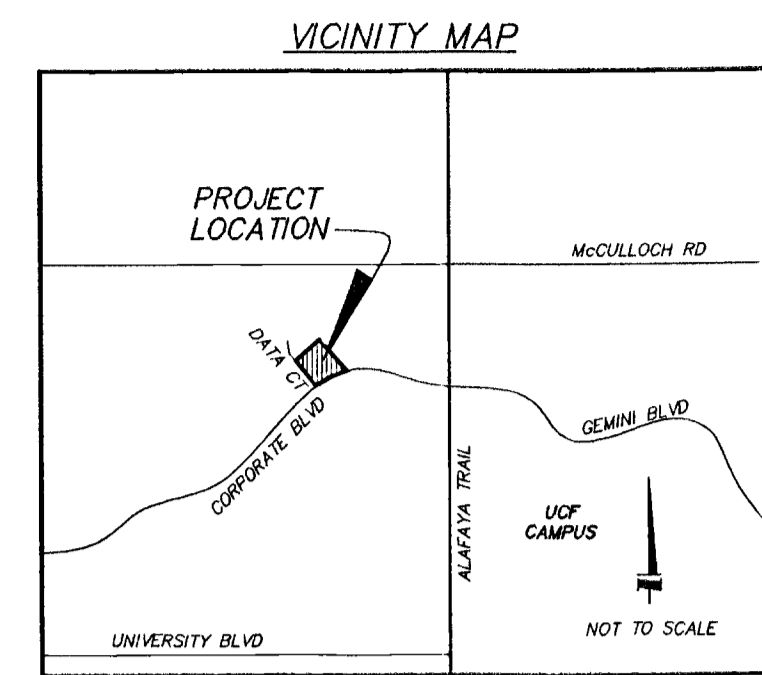 VICINITY MAP
PROJECT
LOCATION
McCULLOCH RD
DATA CT
CORPORATE BLVD
GEMINI BLVD
ALAFAYA TRAIL
UCF
CAMPUS
NOT TO SCALE
UNIVERSITY BLVD